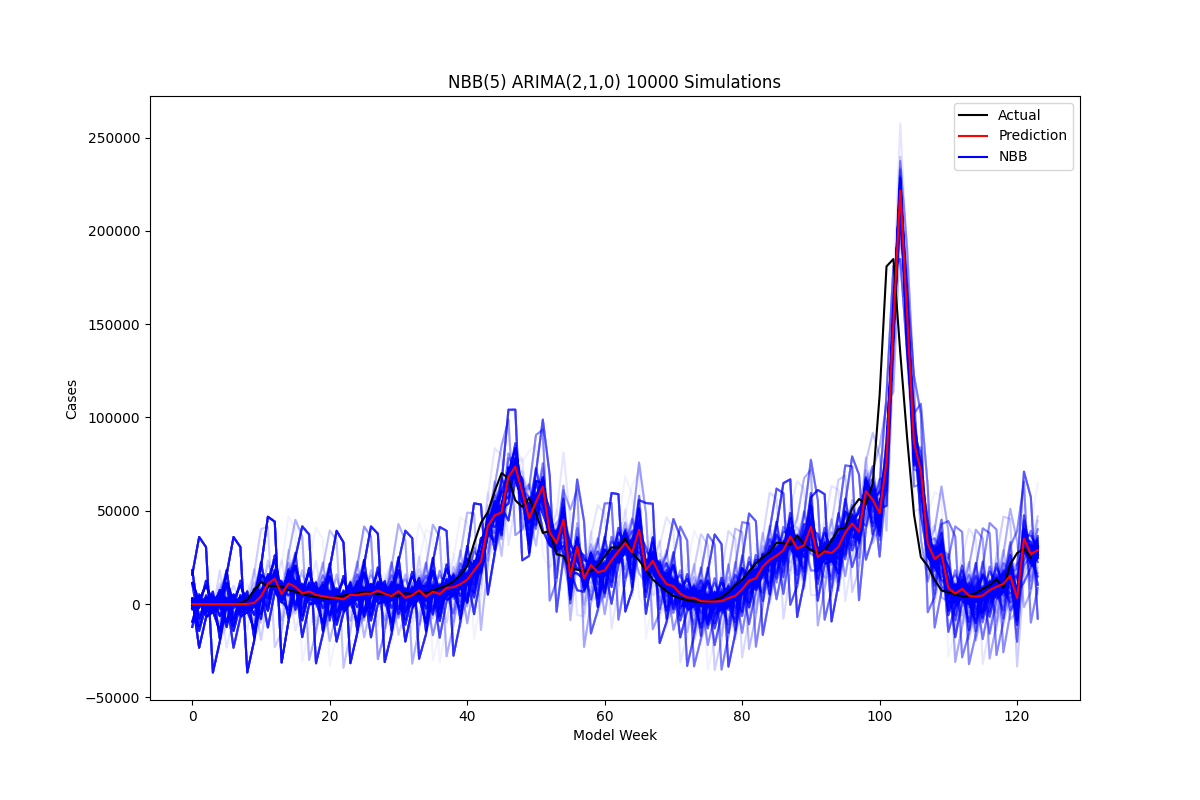 NBB(5) ARIMA(2,1,0) 10000 Simulations
Actual
Prediction
NBB
250000
200000
150000
100000
50000
0
−50000
Cases
0 20 40 60 80 100 120
Model Week